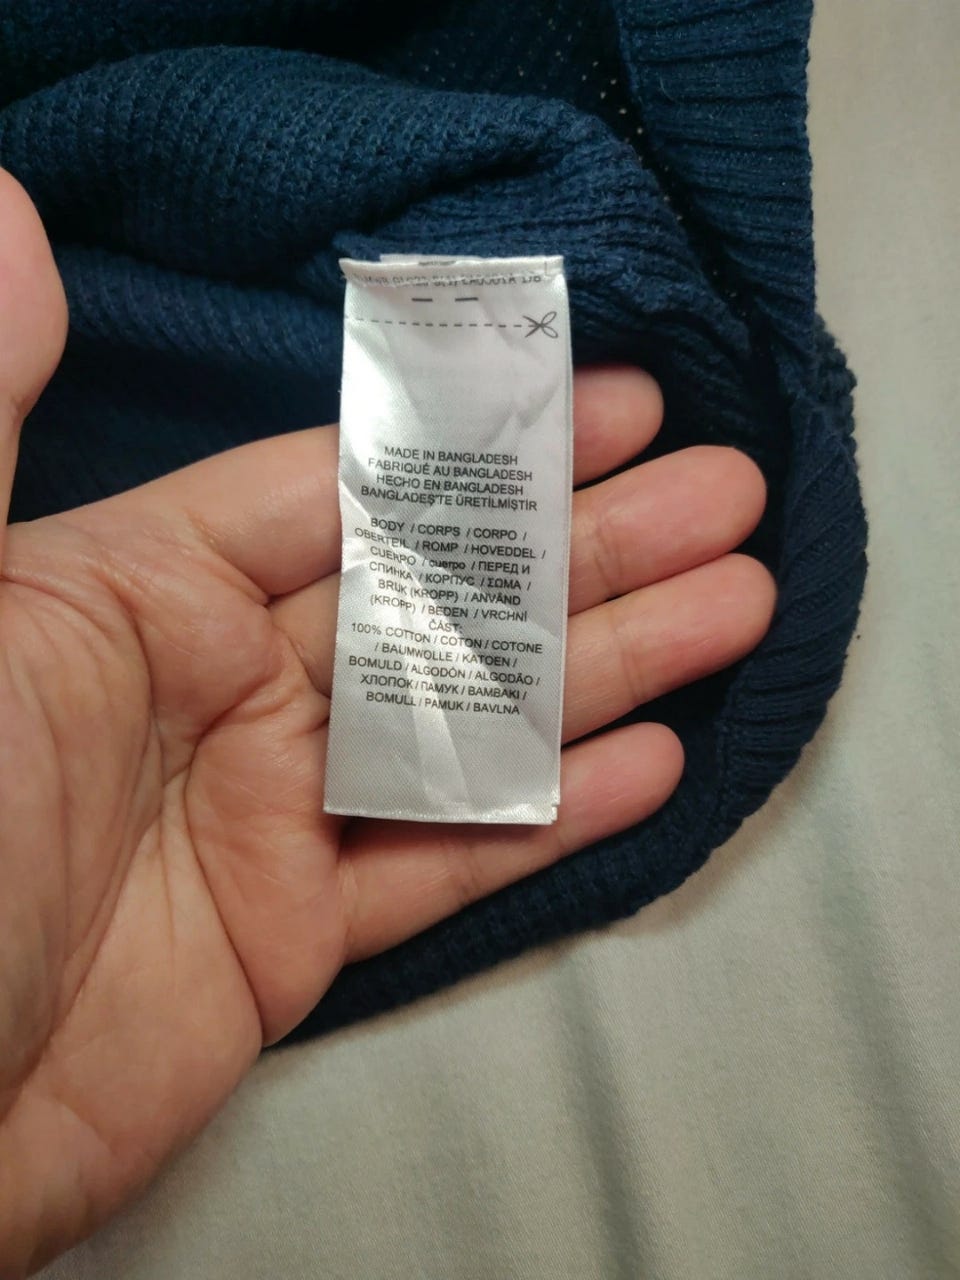 MADE IN BANGLADESH
FABRIQUÉ AU BANGLADESH
HECHO EN BANGLADESH
BANGLADEŞ'TE ÜRETİLMİŞTİR
BODY / CORPS / CORPO /
OBERTEIL / ROMP / HOVEDDEL /
CUERPO / cuerpo / ПЕРЕД И
СПИНКА / КОРПУС / ΣΩΜΑ /
BRUK (KROPP) / ANVÄND
(KROPP) / BEDEN / VRCHNÍ
ČÁST:
100% COTTON / COTON / COTONE
/ BAUMWOLLE / KATOEN /
BOMULD / ALGODÓN / ALGODÃO /
ХЛОПОК / ПАМУК / ΒΑΜΒΑΚΙ /
BOMULL / PAMUK / BAVLNA